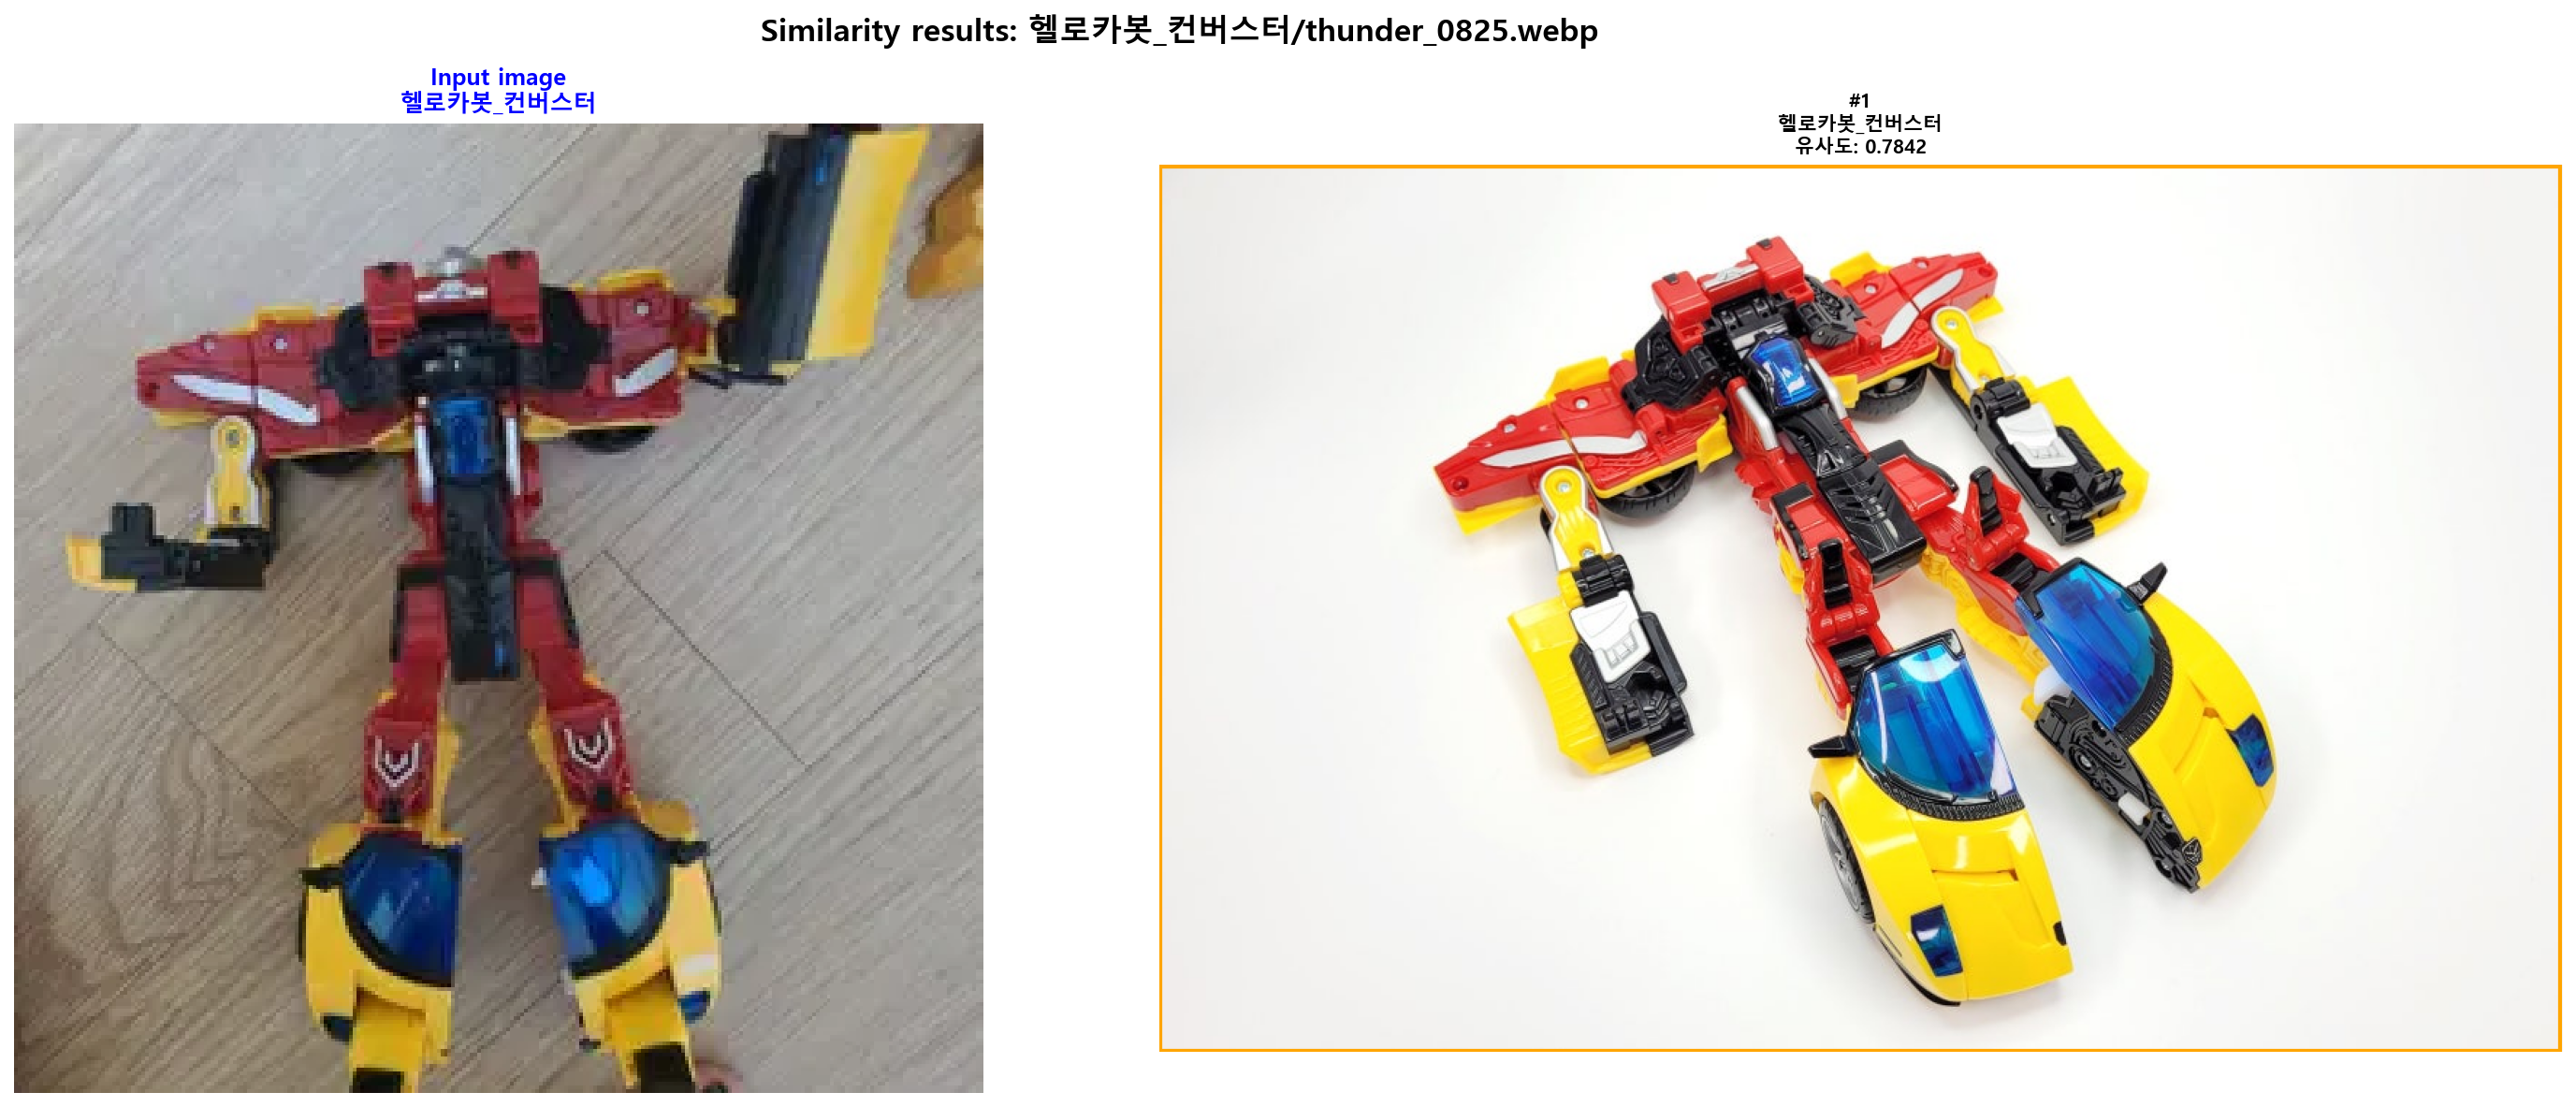 Similarity results: 헬로카봇_컨버스터/thunder_0825.webp
Input image
헬로카봇_컨버스터
#1
헬로카봇_컨버스터
유사도: 0.7842